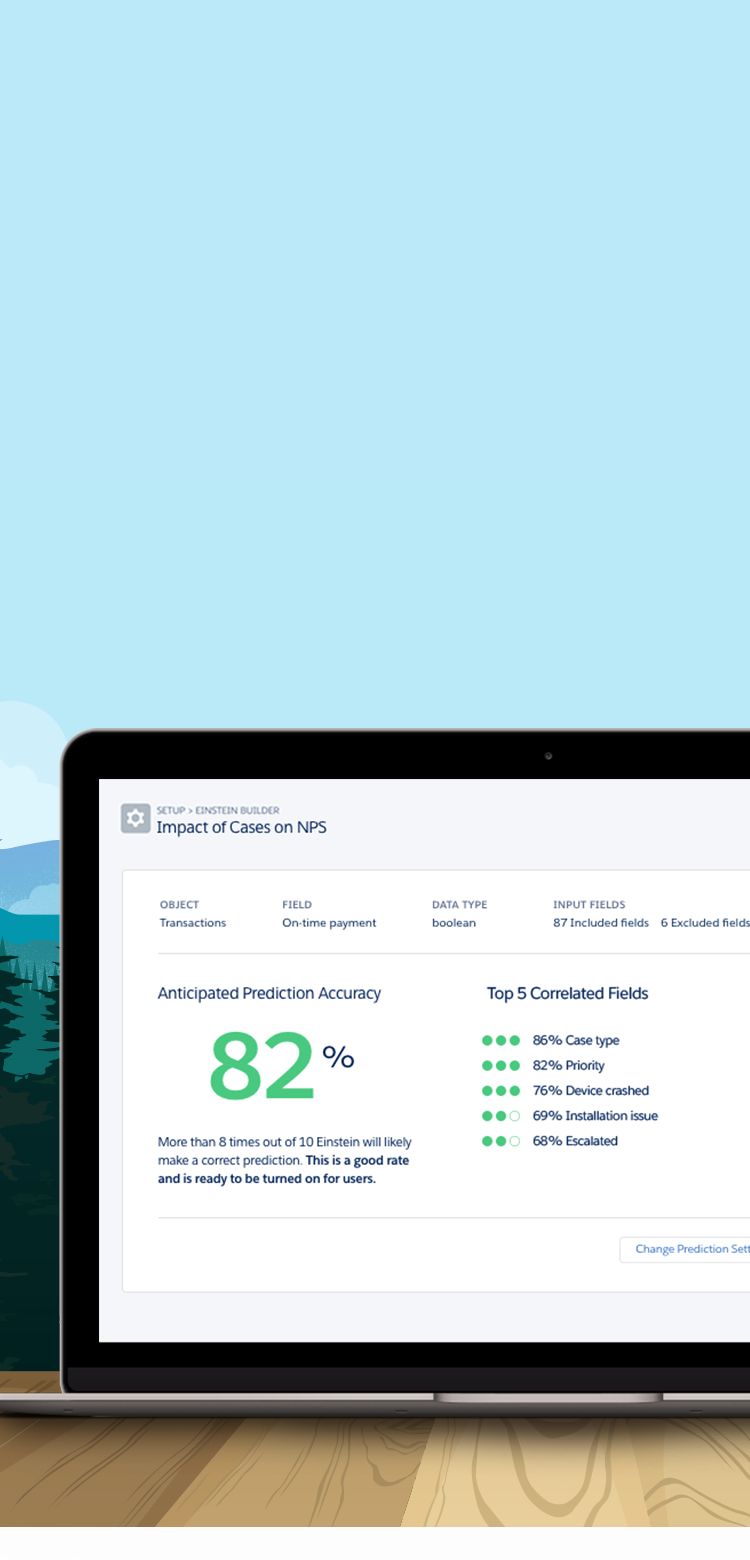 SETUP > EINSTEIN BUILDER
Impact of Cases on NPS
OBJECT FIELD DATA TYPE INPUT FIELDS
Transactions On-time payment boolean 87 Included fields 6 Excluded fields
Anticipated Prediction Accuracy
82%
More than 8 times out of 10 Einstein will likely
make a correct prediction. This is a good rate
and is ready to be turned on for users.
Top 5 Correlated Fields
86% Case type
82% Priority
76% Device crashed
69% Installation issue
68% Escalated
Change Prediction Sett